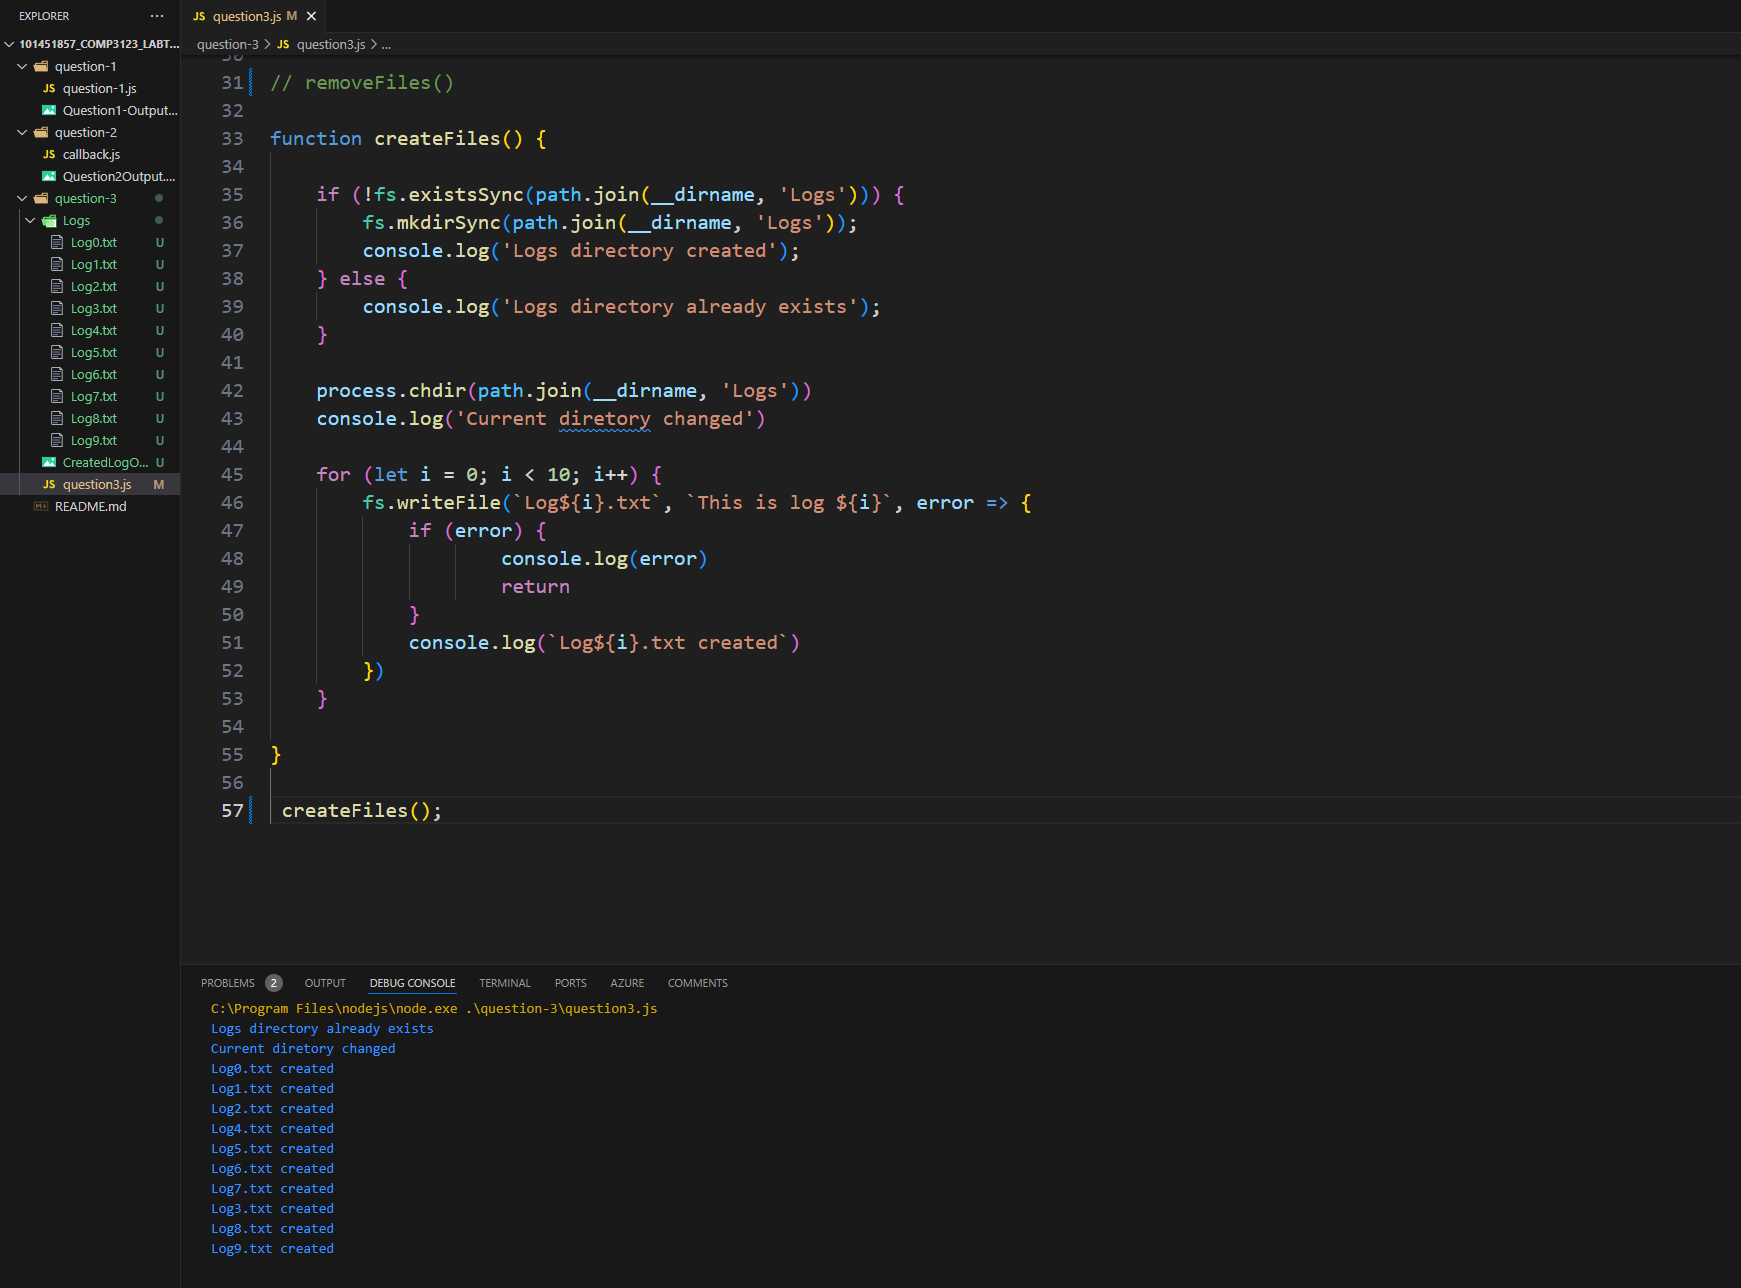 EXPLORER
···
101451857_COMP3123_LABT...
question-1
JS question-1.js
Question1-Output...
question-2
JS callback.js
Question2Output....
question-3
Logs
Log0.txt U
Log1.txt U
Log2.txt U
Log3.txt U
Log4.txt U
Log5.txt U
Log6.txt U
Log7.txt U
Log8.txt U
Log9.txt U
CreatedLogO... U
JS question3.js M
README.md
JS question3.js M
question-3 > JS question3.js > ...
31 // removeFiles()
32
33 function createFiles() {
34
35 if (!fs.existsSync(path.join(__dirname, 'Logs'))) {
36 fs.mkdirSync(path.join(__dirname, 'Logs'));
37 console.log('Logs directory created');
38 } else {
39 console.log('Logs directory already exists');
40 }
41
42 process.chdir(path.join(__dirname, 'Logs'))
43 console.log('Current diretory changed')
44
45 for (let i = 0; i < 10; i++) {
46 fs.writeFile(`Log${i}.txt`, `This is log ${i}`, error => {
47 if (error) {
48 console.log(error)
49 return
50 }
51 console.log(`Log${i}.txt created`)
52 })
53 }
54
55 }
56
57 createFiles();
PROBLEMS 2 OUTPUT DEBUG CONSOLE TERMINAL PORTS AZURE COMMENTS
C:\Program Files\nodejs\node.exe .\question-3\question3.js
Logs directory already exists
Current diretory changed
Log0.txt created
Log1.txt created
Log2.txt created
Log4.txt created
Log5.txt created
Log6.txt created
Log7.txt created
Log3.txt created
Log8.txt created
Log9.txt created